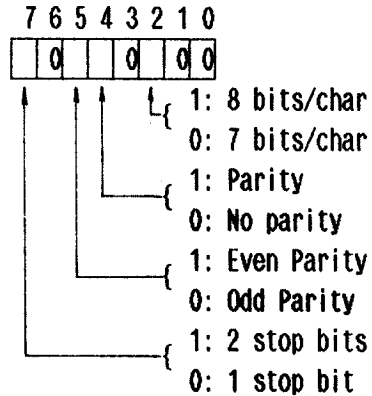 7 6 5 4 3 2 1 0
0 0 0 0
1: 8 bits/char
0: 7 bits/char
1: Parity
0: No parity
1: Even Parity
0: Odd Parity
1: 2 stop bits
0: 1 stop bit